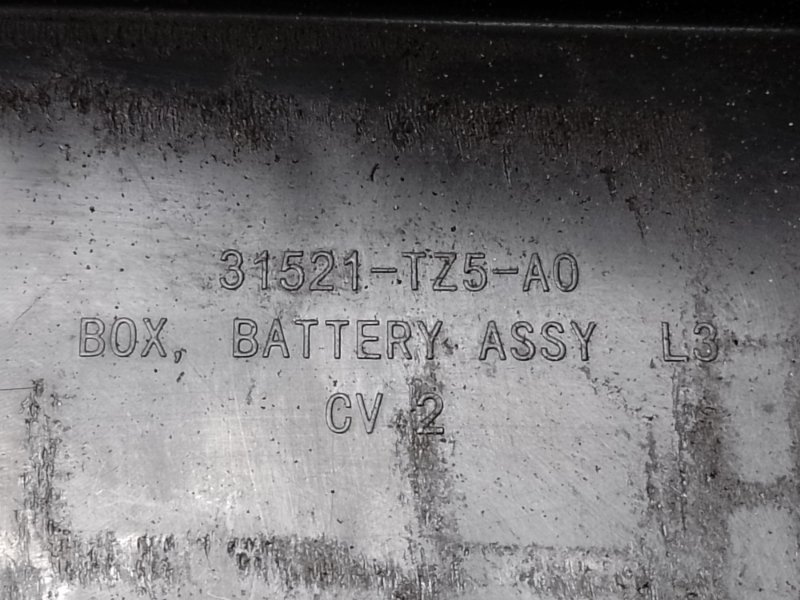 31521-TZ5-A0
BOX, BATTERY ASSY L3
CV 2